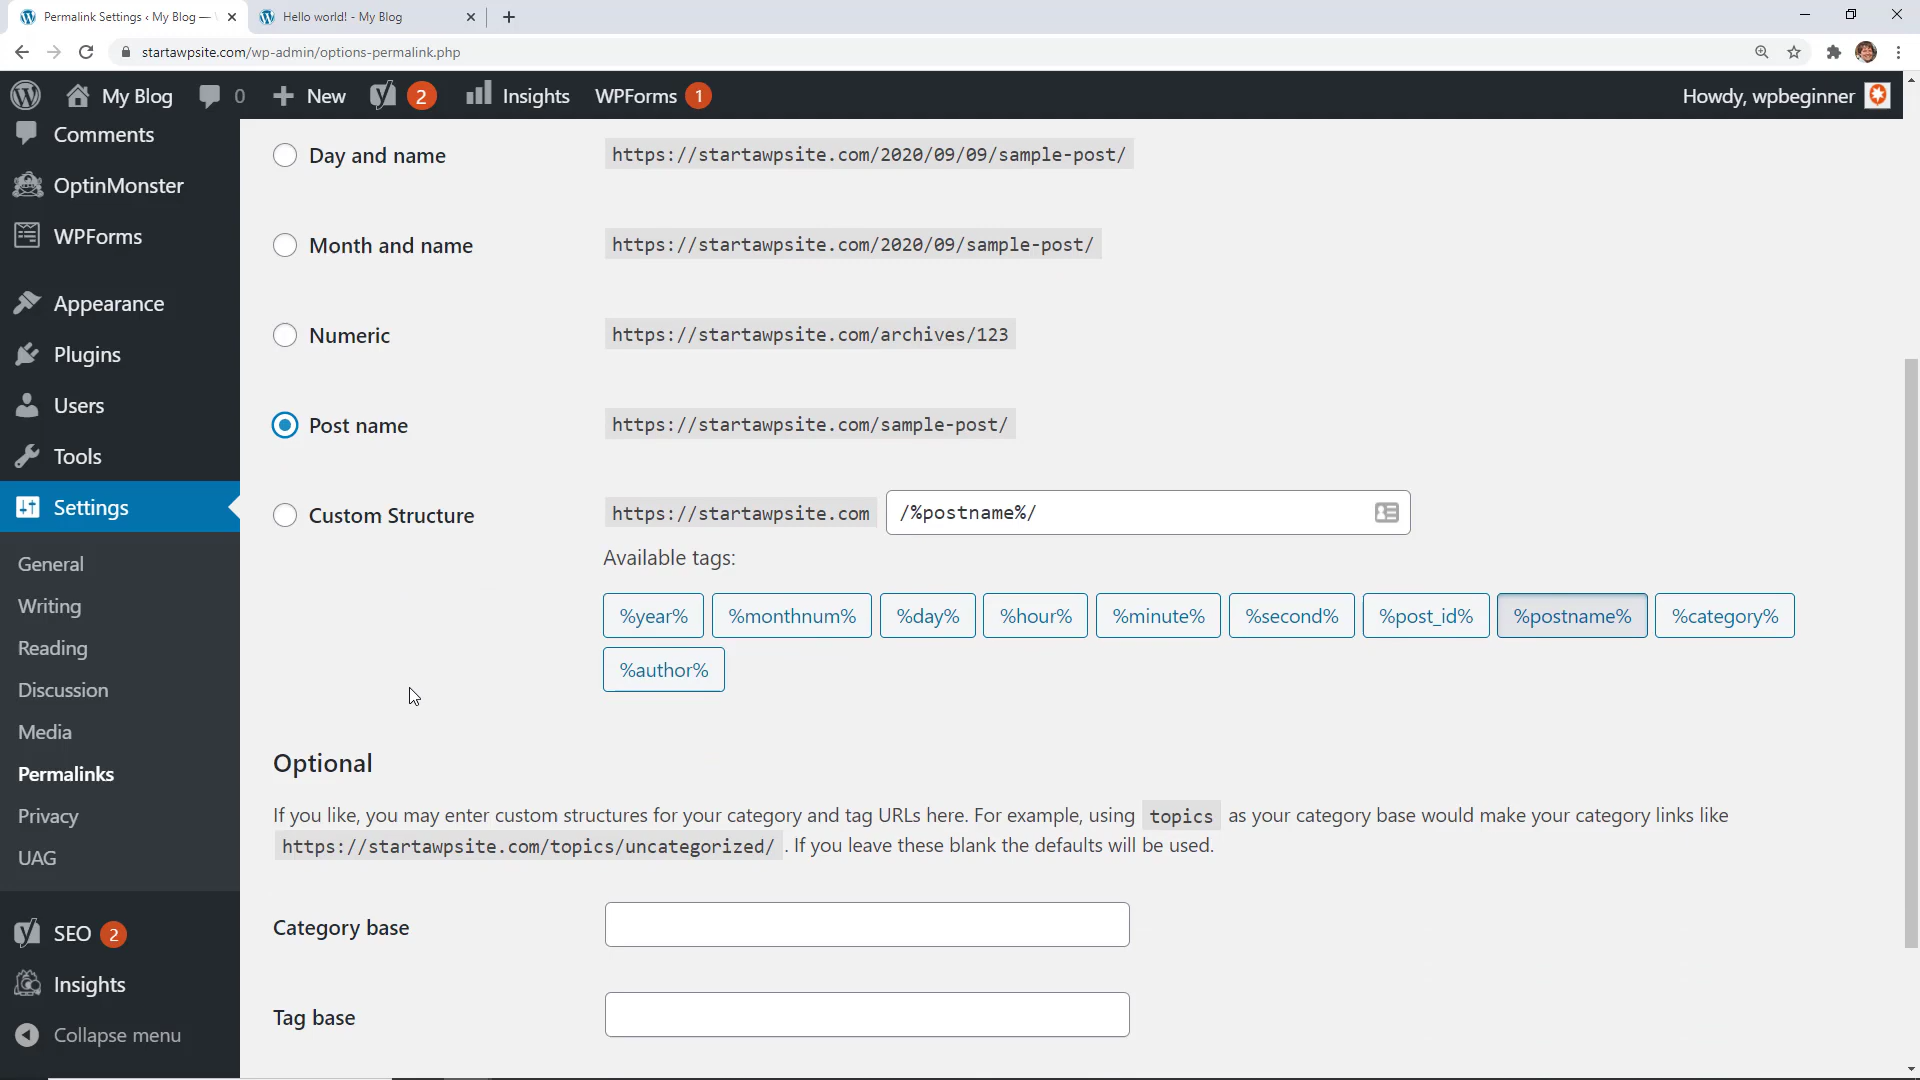 Permalink Settings ‹ My Blog —
Hello world! - My Blog
startawpsite.com/wp-admin/options-permalink.php
My Blog 0 New 2 Insights WPForms 1
Howdy, wpbeginner
Comments
OptinMonster
WPForms
Appearance
Plugins
Users
Tools
Settings
General
Writing
Reading
Discussion
Media
Permalinks
Privacy
UAG
SEO 2
Insights
Collapse menu
Day and name https://startawpsite.com/2020/09/09/sample-post/
Month and name https://startawpsite.com/2020/09/sample-post/
Numeric https://startawpsite.com/archives/123
Post name https://startawpsite.com/sample-post/
Custom Structure https://startawpsite.com /%postname%/
Available tags:
%year% %monthnum% %day% %hour% %minute% %second% %post_id% %postname% %category%
%author%
Optional
If you like, you may enter custom structures for your category and tag URLs here. For example, using topics as your category base would make your category links like
https://startawpsite.com/topics/uncategorized/ . If you leave these blank the defaults will be used.
Category base
Tag base